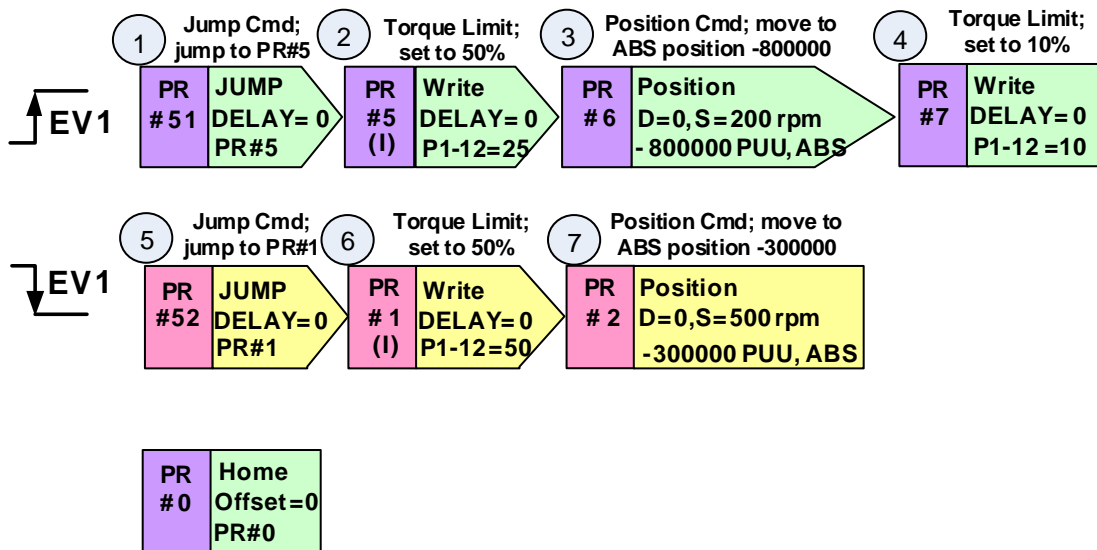 1
Jump Cmd;
jump to PR#5
2
Torque Limit;
set to 50%
3
Position Cmd; move to
ABS position -800000
4
Torque Limit;
set to 10%
EV1
PR
#51
JUMP
DELAY= 0
PR#5
PR
#5
(I)
Write
DELAY= 0
P1-12=25
PR
#6
Position
D=0,S=200 rpm
- 800000 PUU, ABS
PR
#7
Write
DELAY=0
P1-12 =10
5
Jump Cmd;
jump to PR#1
6
Torque Limit;
set to 50%
7
Position Cmd; move to
ABS position -300000
EV1
PR
#52
JUMP
DELAY=0
PR#1
PR
# 1
(I)
Write
DELAY=0
P1-12=50
PR
# 2
Position
D=0,S=500 rpm
-300000 PUU, ABS
PR
#0
Home
Offset=0
PR#0